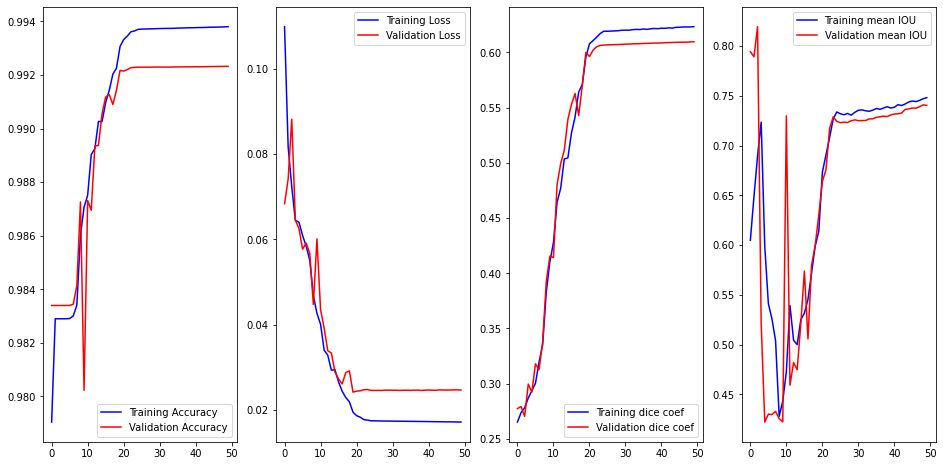 0.994
0.992
0.990
0.988
0.986
0.984
0.982
0.980
0 10 20 30 40 50
Training Accuracy
Validation Accuracy
Training Loss
Validation Loss
0.10
0.08
0.06
0.04
0.02
0 10 20 30 40 50
0.60
0.55
0.50
0.45
0.40
0.35
0.30
0.25
Training dice coef
Validation dice coef
0 10 20 30 40 50
Training mean IOU
Validation mean IOU
0.80
0.75
0.70
0.65
0.60
0.55
0.50
0.45
0 10 20 30 40 50